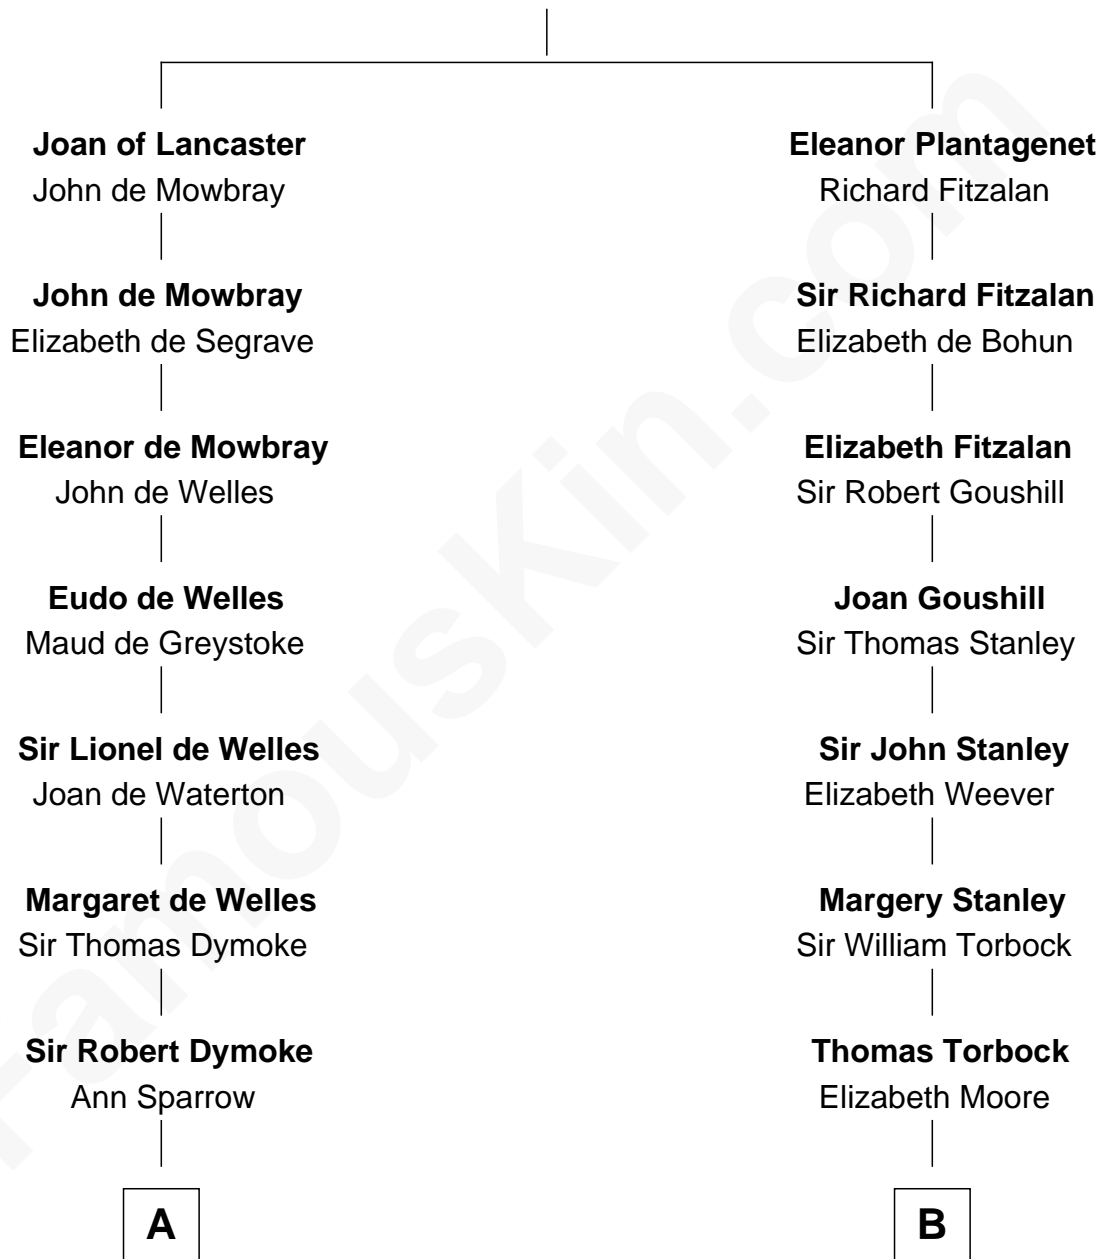 Joan of Lancaster
John de Mowbray
John de Mowbray
Elizabeth de Segrave
Eleanor de Mowbray
John de Welles
Eudo de Welles
Maud de Greystoke
Sir Lionel de Welles
Joan de Waterton
Margaret de Welles
Sir Thomas Dymoke
Sir Robert Dymoke
Ann Sparrow
A
Eleanor Plantagenet
Richard Fitzalan
Sir Richard Fitzalan
Elizabeth de Bohun
Elizabeth Fitzalan
Sir Robert Goushill
Joan Goushill
Sir Thomas Stanley
Sir John Stanley
Elizabeth Weever
Margery Stanley
Sir William Torbock
Thomas Torbock
Elizabeth Moore
B
FamousKin.com